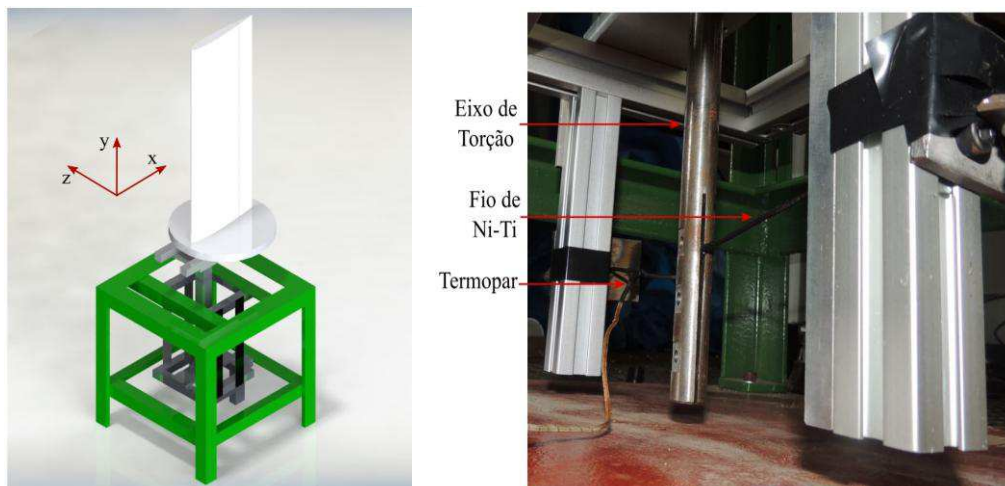 y
x
z
Eixo de
Torção
Fio de
Ni-Ti
Termopar